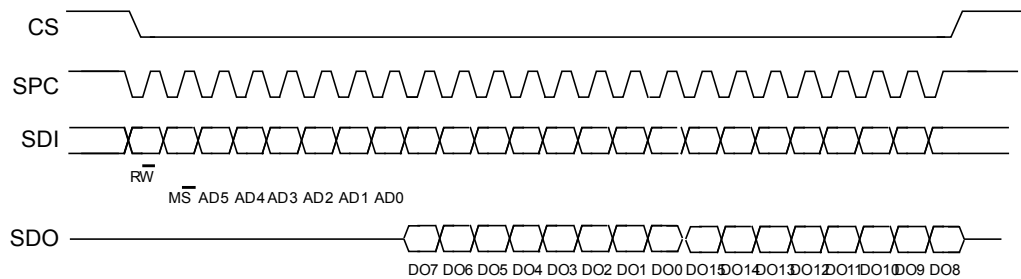 CS
SPC
SDI
RW̅
MS̅ AD5 AD4 AD3 AD2 AD1 AD0
SDO
DO7 DO6 DO5 DO4 DO3 DO2 DO1 DO0 DO15 DO14 DO13 DO12 DO11 DO10 DO9 DO8